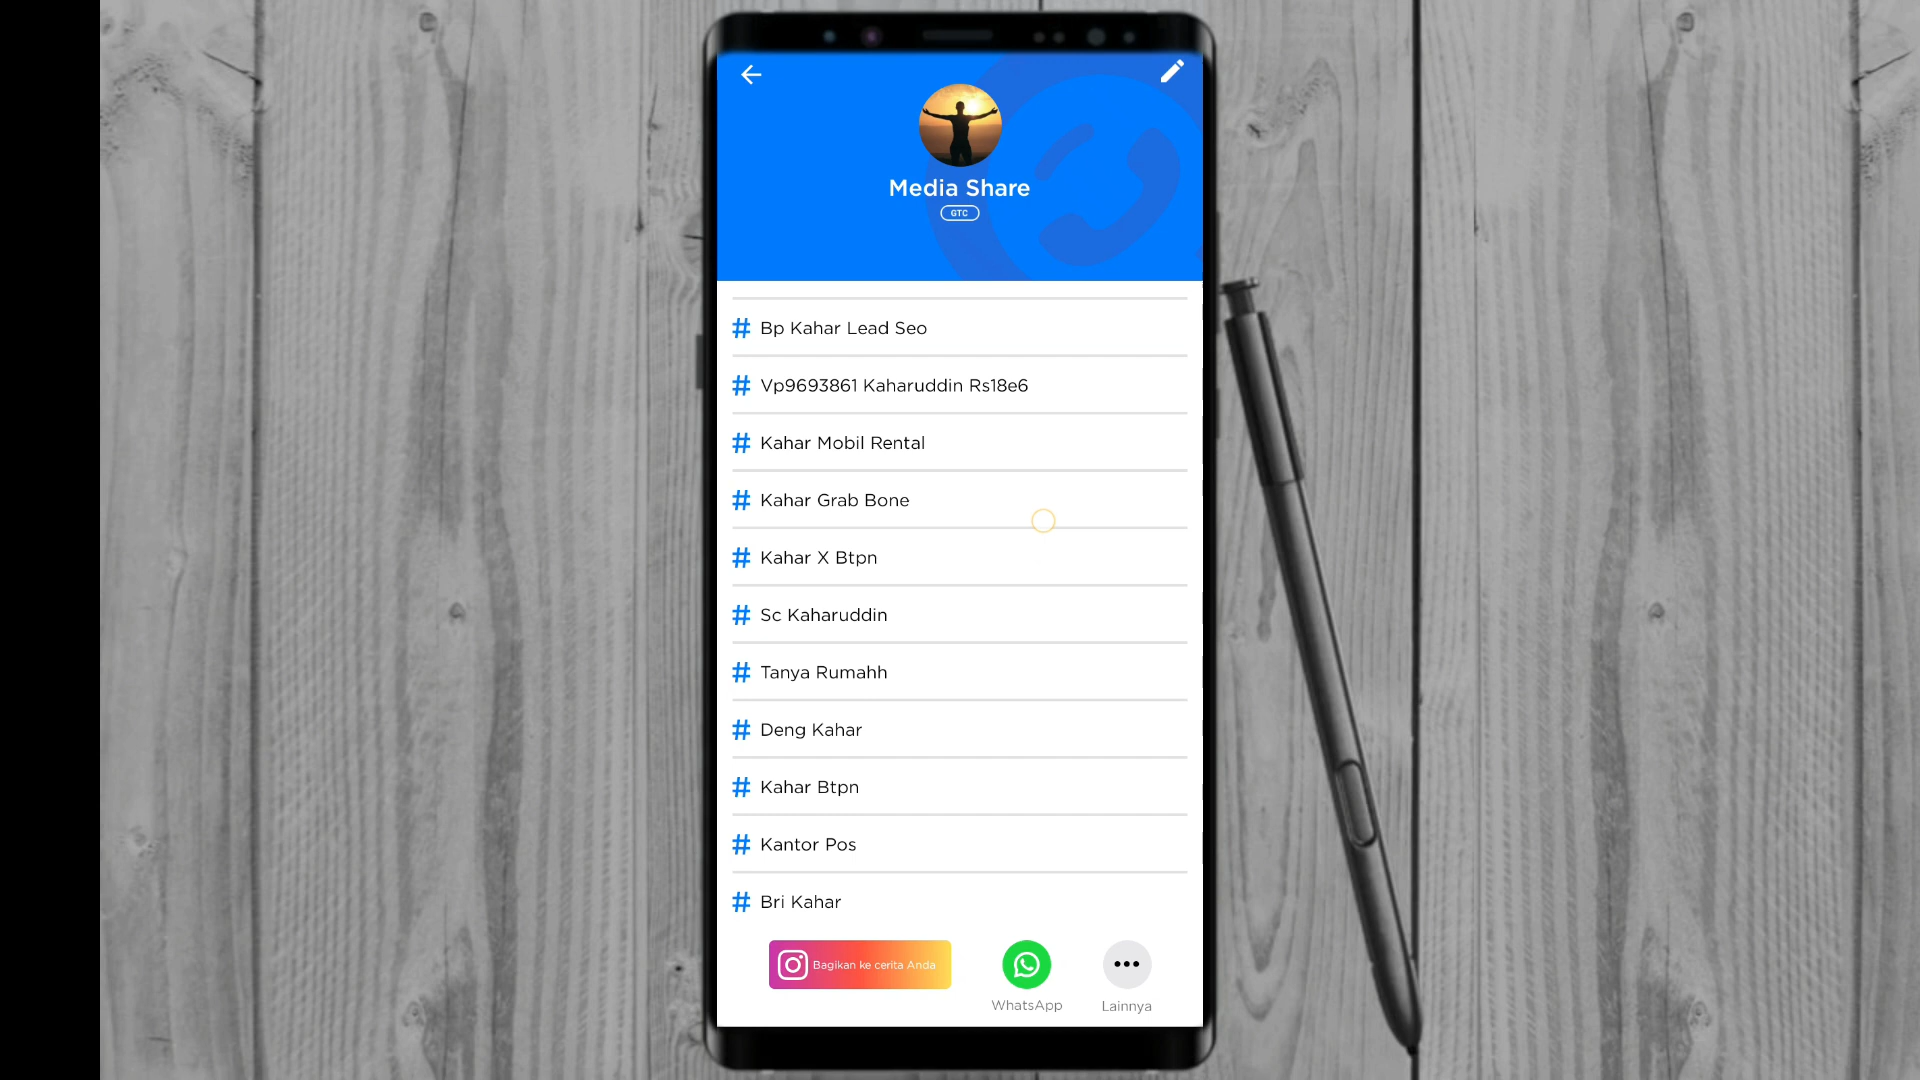 Media Share
GTC
# Bp Kahar Lead Seo
# Vp9693861 Kaharuddin Rs18e6
# Kahar Mobil Rental
# Kahar Grab Bone
# Kahar X Btpn
# Sc Kaharuddin
# Tanya Rumahh
# Deng Kahar
# Kahar Btpn
# Kantor Pos
# Bri Kahar
Bagikan ke cerita Anda
WhatsApp
Lainnya